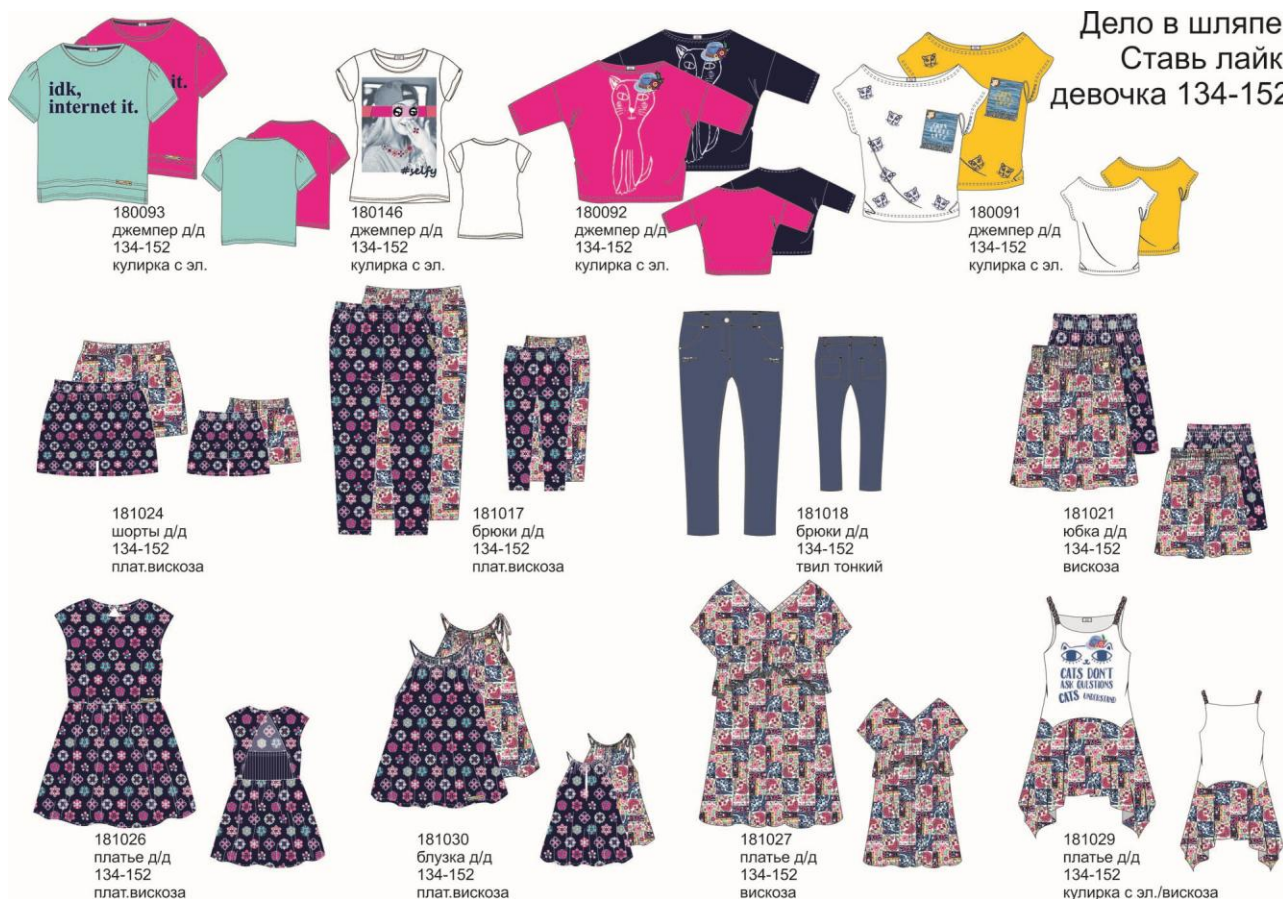 Дело в шляпе
Ставь лайк
девочка 134-152
idk,
internet it.
it.
#selfy
180093
джемпер д/д
134-152
кулирка с эл.
180146
джемпер д/д
134-152
кулирка с эл.
180092
джемпер д/д
134-152
кулирка с эл.
180091
джемпер д/д
134-152
кулирка с эл.
181024
шорты д/д
134-152
плат.вискоза
181017
брюки д/д
134-152
плат.вискоза
181018
брюки д/д
134-152
твил тонкий
181021
юбка д/д
134-152
вискоза
CATS DON'T
ASK QUESTIONS
CATS UNDERSTAND
181026
платье д/д
134-152
плат.вискоза
181030
блузка д/д
134-152
плат.вискоза
181027
платье д/д
134-152
вискоза
181029
платье д/д
134-152
кулирка с эл./вискоза